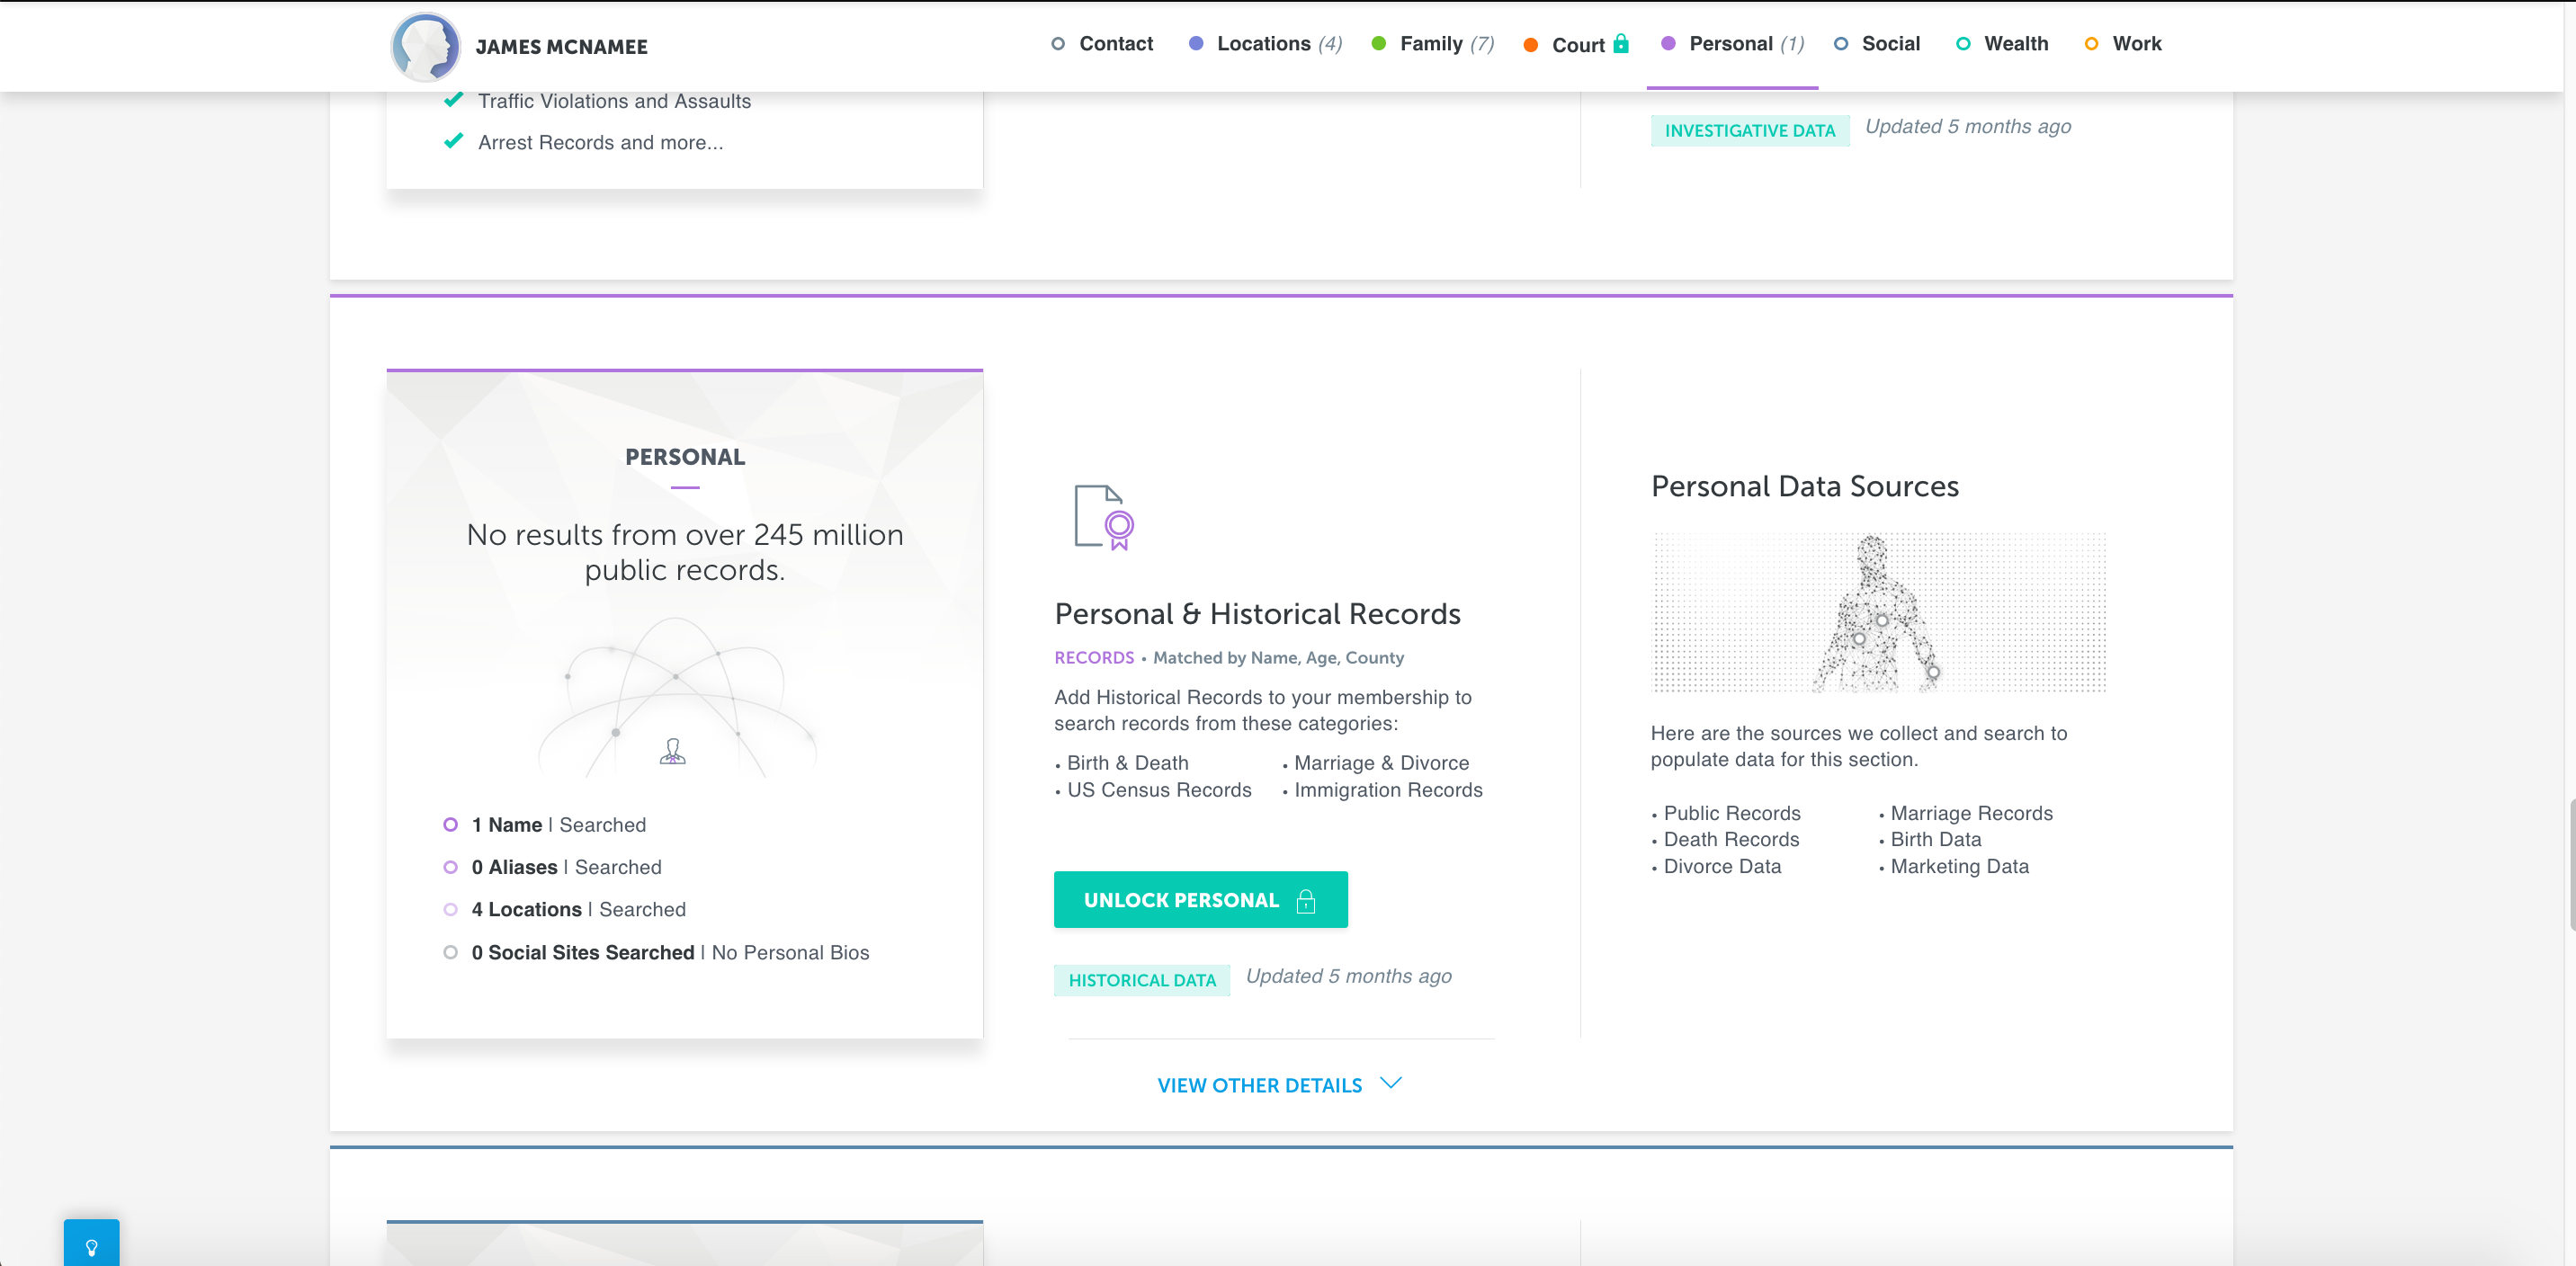 JAMES MCNAMEE
Contact
Locations (4)
Family (7)
Court
Personal (1)
Social
Wealth
Work
Traffic Violations and Assaults
Arrest Records and more...
INVESTIGATIVE DATA Updated 5 months ago
PERSONAL
No results from over 245 million
public records.
1 Name | Searched
0 Aliases | Searched
4 Locations | Searched
0 Social Sites Searched | No Personal Bios
Personal & Historical Records
RECORDS • Matched by Name, Age, County
Add Historical Records to your membership to
search records from these categories:
• Birth & Death
• US Census Records
• Marriage & Divorce
• Immigration Records
UNLOCK PERSONAL
HISTORICAL DATA Updated 5 months ago
VIEW OTHER DETAILS
Personal Data Sources
Here are the sources we collect and search to
populate data for this section.
• Public Records
• Death Records
• Divorce Data
• Marriage Records
• Birth Data
• Marketing Data